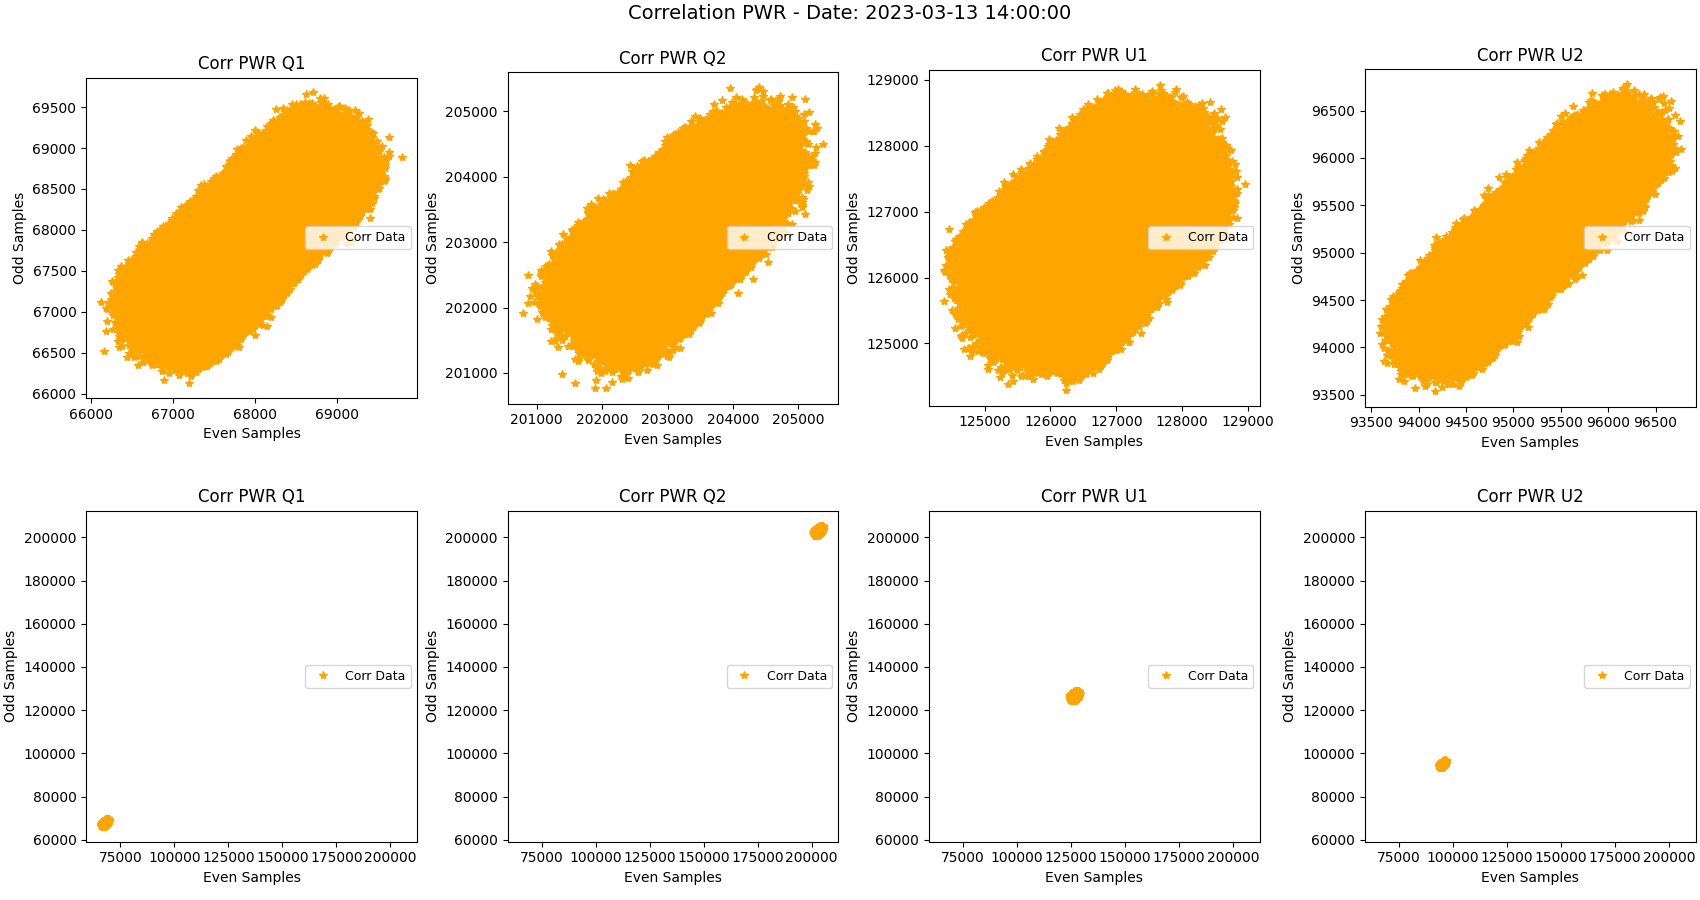 Correlation PWR - Date: 2023-03-13 14:00:00
Corr PWR Q1
69500
69000
68500
68000
67500
67000
66500
66000
Odd Samples
Corr Data
66000 67000 68000 69000
Even Samples
Corr PWR Q2
205000
204000
203000
202000
201000
Odd Samples
Corr Data
201000 202000 203000 204000 205000
Even Samples
Corr PWR U1
129000
128000
127000
126000
125000
Odd Samples
Corr Data
125000 126000 127000 128000 129000
Even Samples
Corr PWR U2
96500
96000
95500
95000
94500
94000
93500
Odd Samples
Corr Data
93500 94000 94500 95000 95500 96000 96500
Even Samples
Corr PWR Q1
200000
180000
160000
140000
120000
100000
80000
60000
Odd Samples
Corr Data
75000 100000 125000 150000 175000 200000
Even Samples
Corr PWR Q2
200000
180000
160000
140000
120000
100000
80000
60000
Odd Samples
Corr Data
75000 100000 125000 150000 175000 200000
Even Samples
Corr PWR U1
200000
180000
160000
140000
120000
100000
80000
60000
Odd Samples
Corr Data
75000 100000 125000 150000 175000 200000
Even Samples
Corr PWR U2
200000
180000
160000
140000
120000
100000
80000
60000
Odd Samples
Corr Data
75000 100000 125000 150000 175000 200000
Even Samples